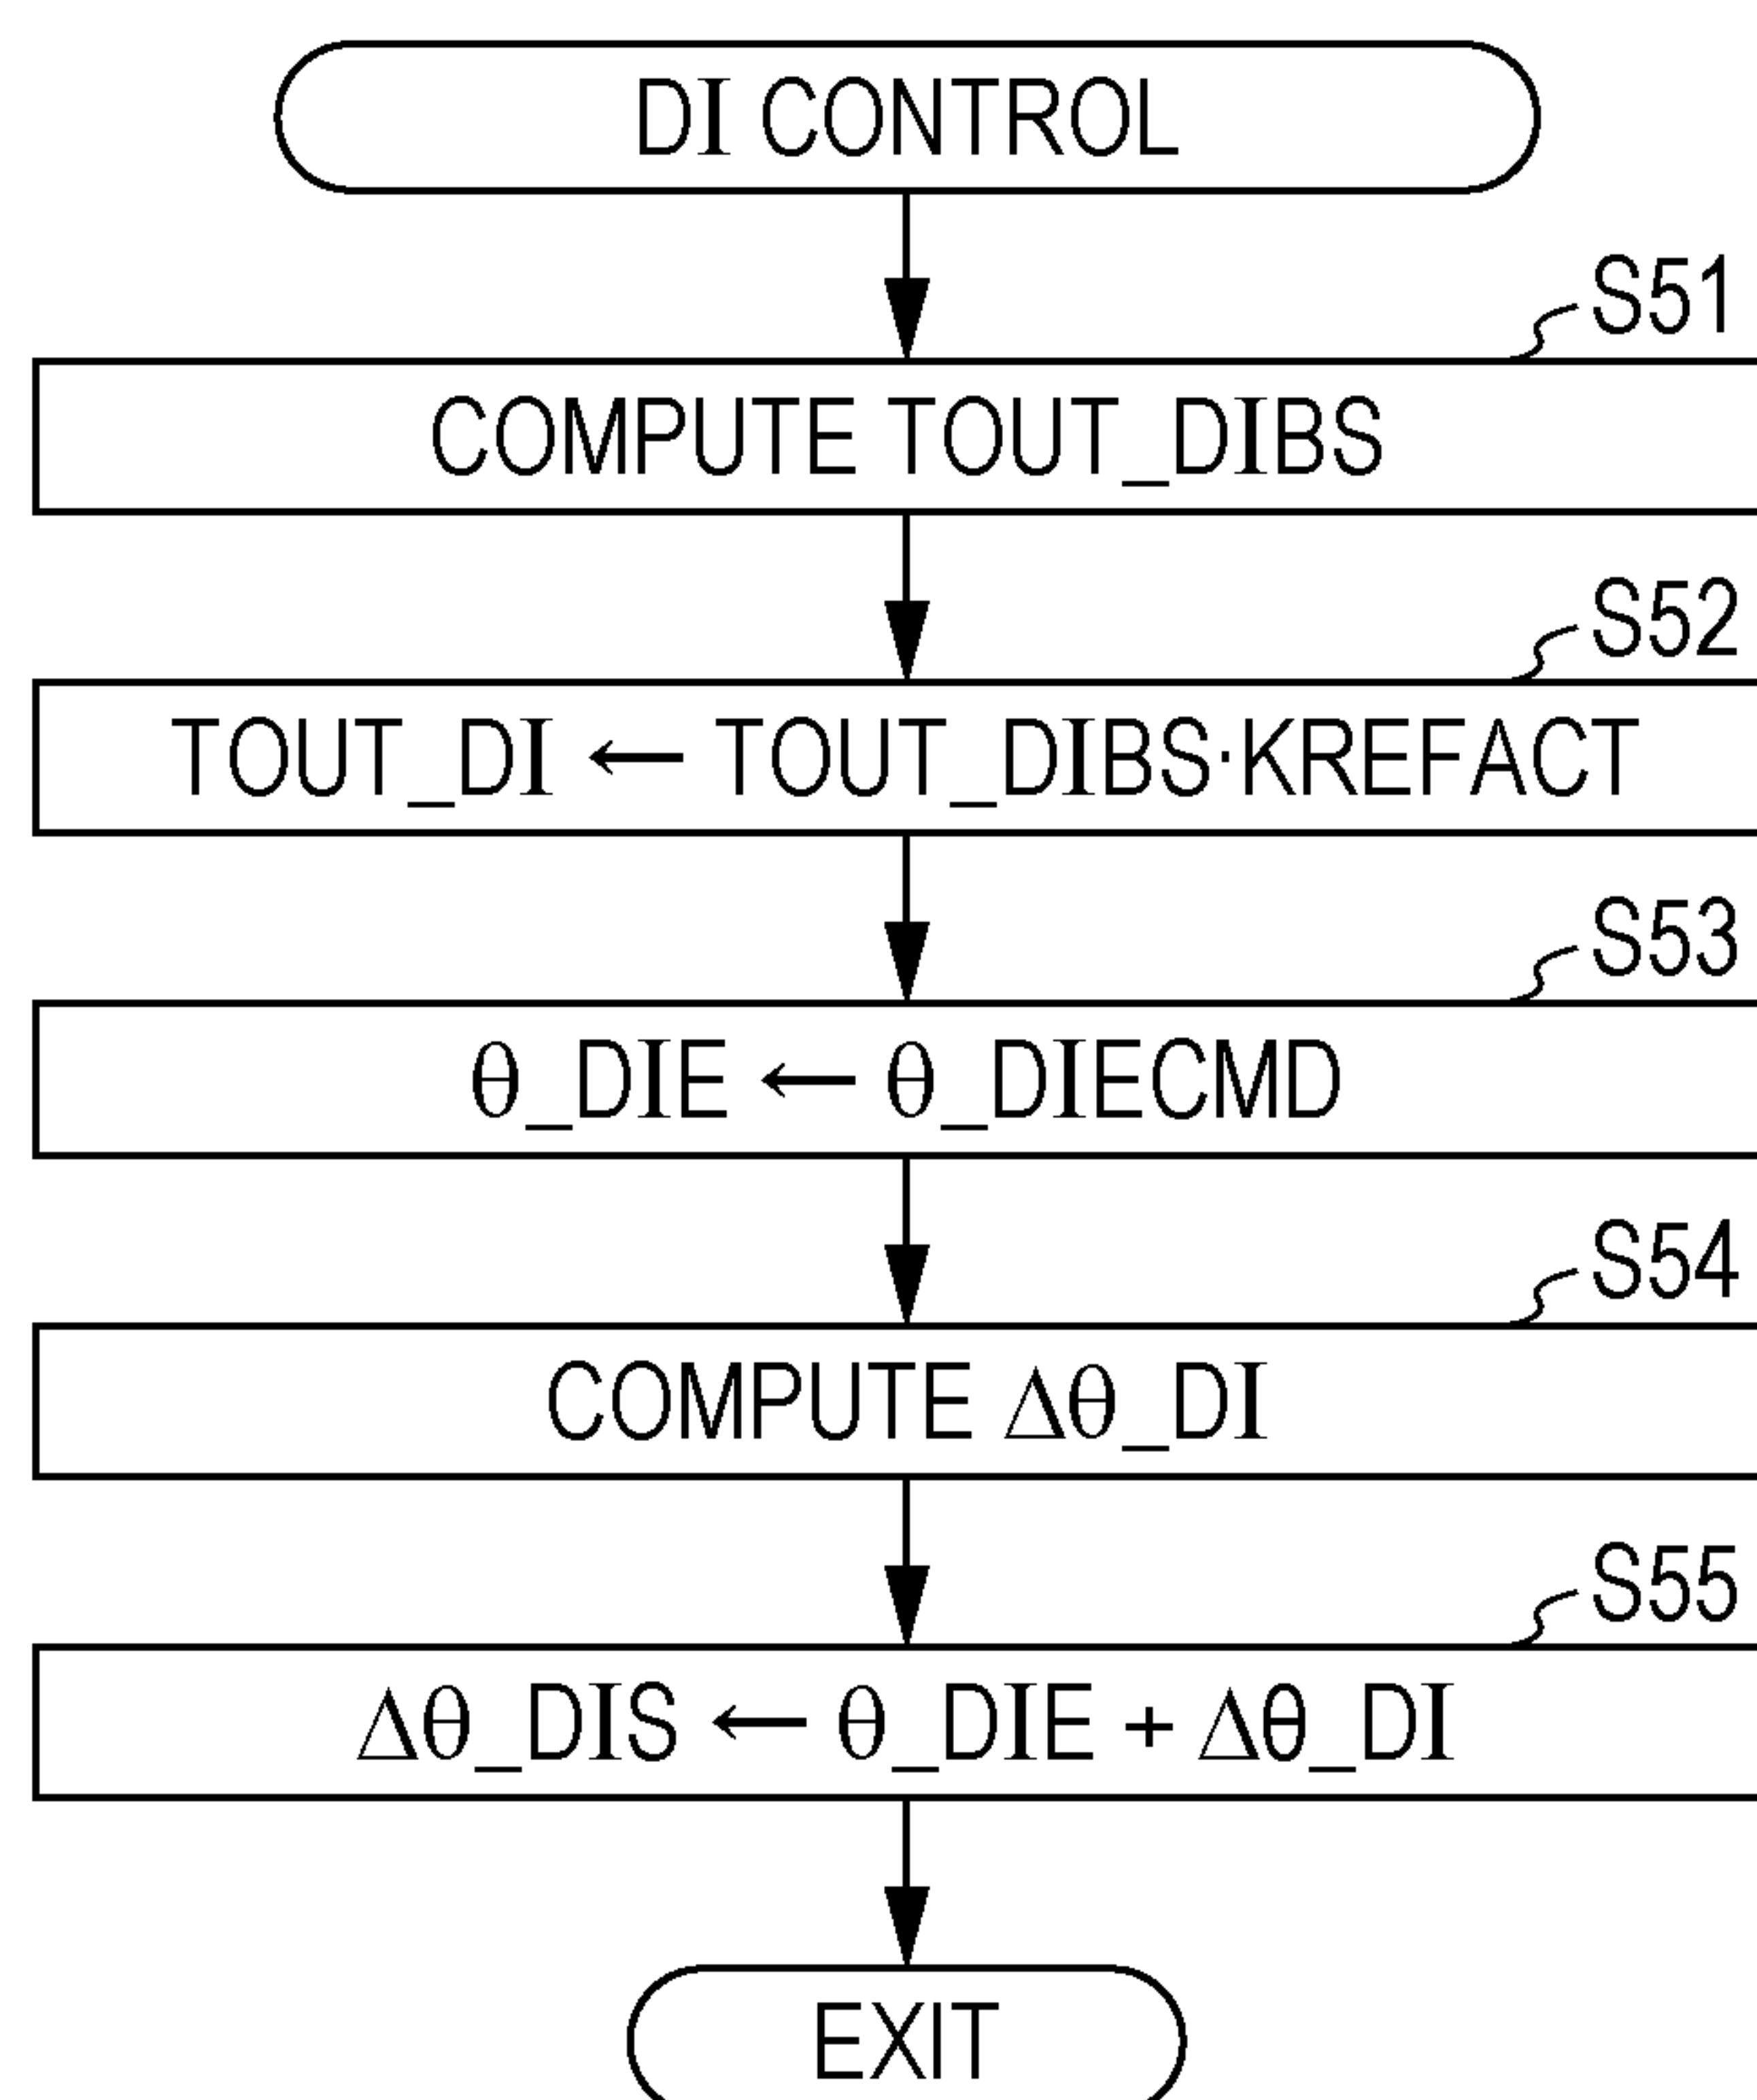 DI CONTROL
S51
COMPUTE TOUT_DIBS
S52
TOUT_DI ← TOUT_DIBS·KREFACT
S53
θ_DIE ← θ_DIECMD
S54
COMPUTE Δθ_DI
S55
Δθ_DIS ← θ_DIE + Δθ_DI
EXIT